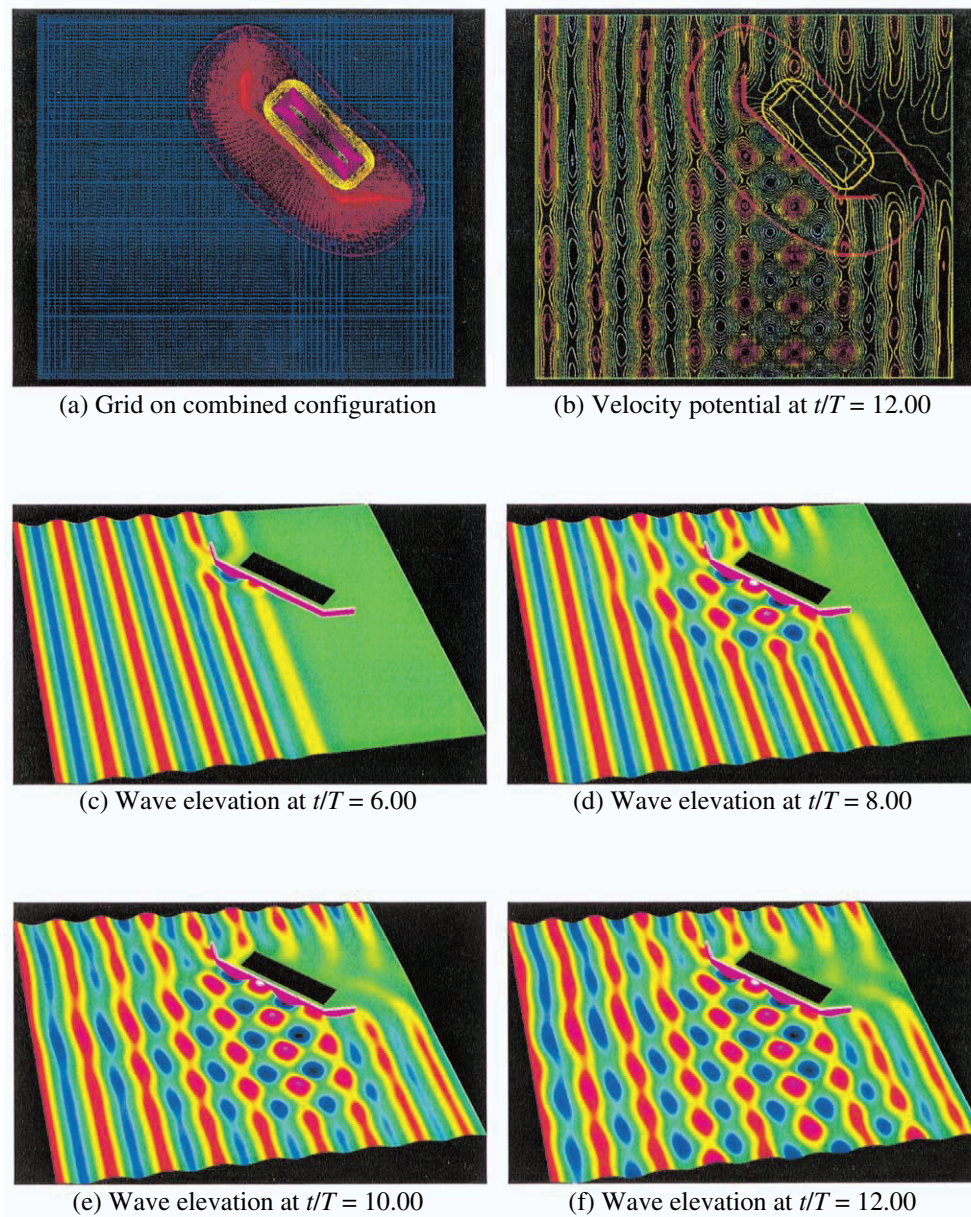 (a) Grid on combined configuration
(b) Velocity potential at t/T = 12.00
(c) Wave elevation at t/T = 6.00
(d) Wave elevation at t/T = 8.00
(e) Wave elevation at t/T = 10.00
(f) Wave elevation at t/T = 12.00